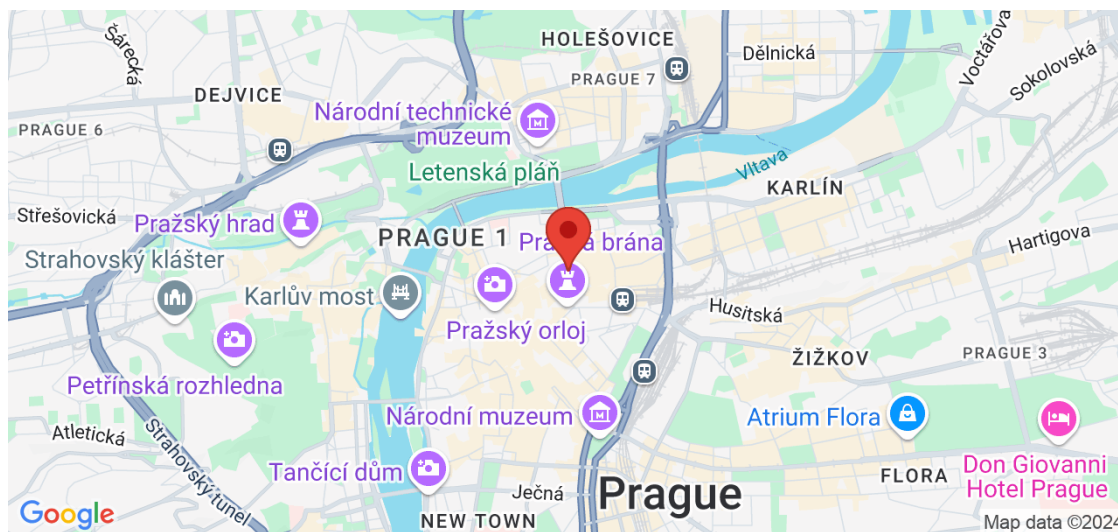 Šárecká
HOLEŠOVICE
Dělnická
Voctářova
Sokolovská
DEJVICE
PRAGUE 7
PRAGUE 6
Národní technické
muzeum
Letenská pláň
Vltava
KARLÍN
Střešovická
Pražský hrad
PRAGUE 1
brána
Hartigova
Strahovský klášter
Karlův most
Husitská
Pražský orloj
ŽIŽKOV
PRAGUE 3
Petřínská rozhledna
Národní muzeum
Atrium Flora
Atletická
Strahovský tunel
Tančící dům
FLORA
Don Giovanni
Hotel Prague
Ječná
Prague
NEW TOWN
Google
Map data ©202